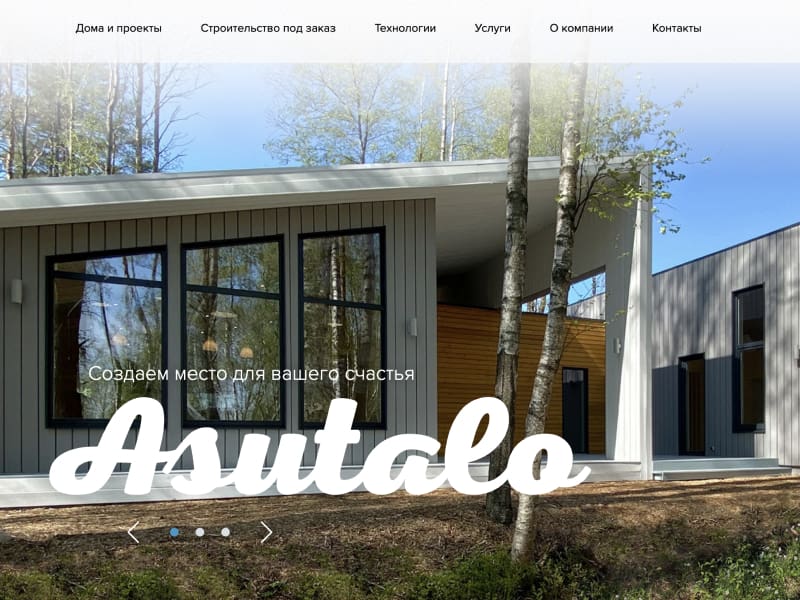 Дома и проекты Строительство под заказ Технологии Услуги О компании Контакты
Создаем место для вашего счастья
Asutalo